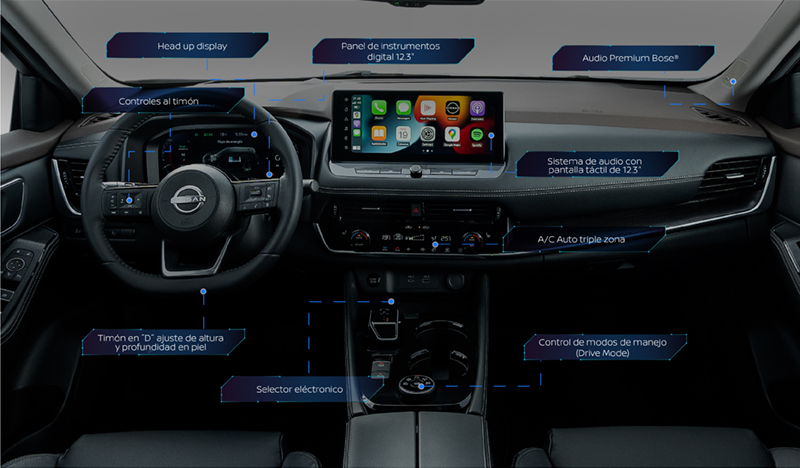 Head up display
Panel de instrumentos
digital 12.3"
Audio Premium Bose®
Controles al timón
Sistema de audio con
pantalla táctil de 12.3"
NISSAN
A/C Auto triple zona
Timón en "D" ajuste de altura
y profundidad en piel
Control de modos de manejo
(Drive Mode)
Selector eléctronico